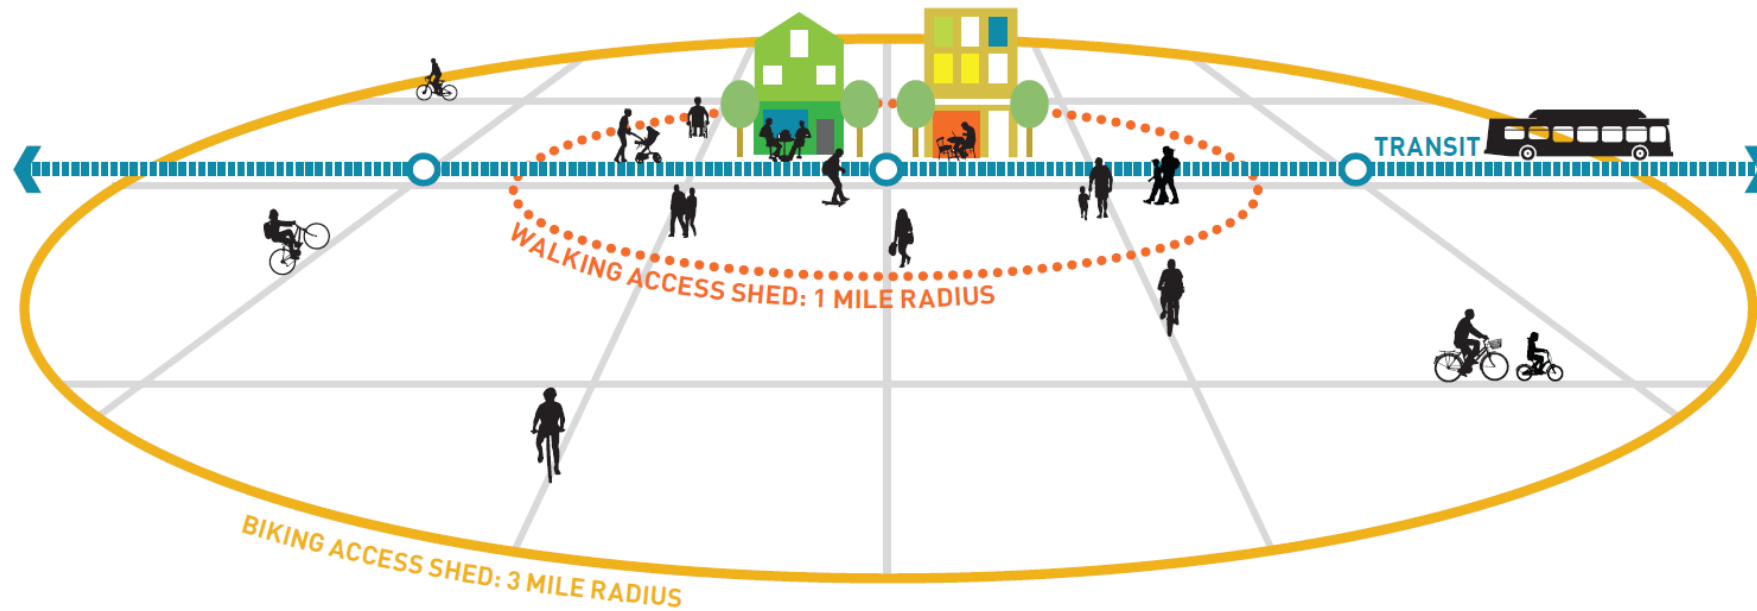 TRANSIT
WALKING ACCESS SHED: 1 MILE RADIUS
BIKING ACCESS SHED: 3 MILE RADIUS